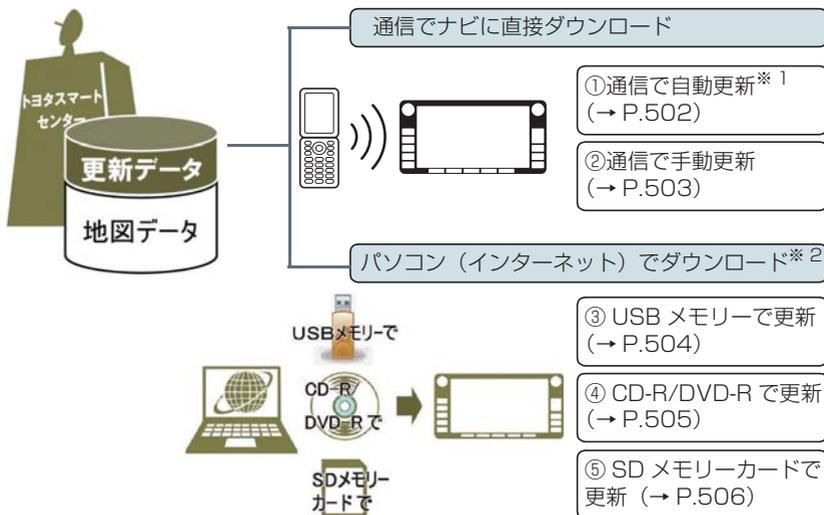 通信でナビに直接ダウンロード
トヨタスマート
センター
更新データ
地図データ
①通信で自動更新※1
(→ P.502)
②通信で手動更新
(→ P.503)
パソコン(インターネット)でダウンロード※2
USBメモリーで
③ USB メモリーで更新
(→ P.504)
CD-R/
DVD-Rで
④ CD-R/DVD-R で更新
(→ P.505)
SDメモリー
カードで
⑤ SD メモリーカードで
更新(→ P.506)